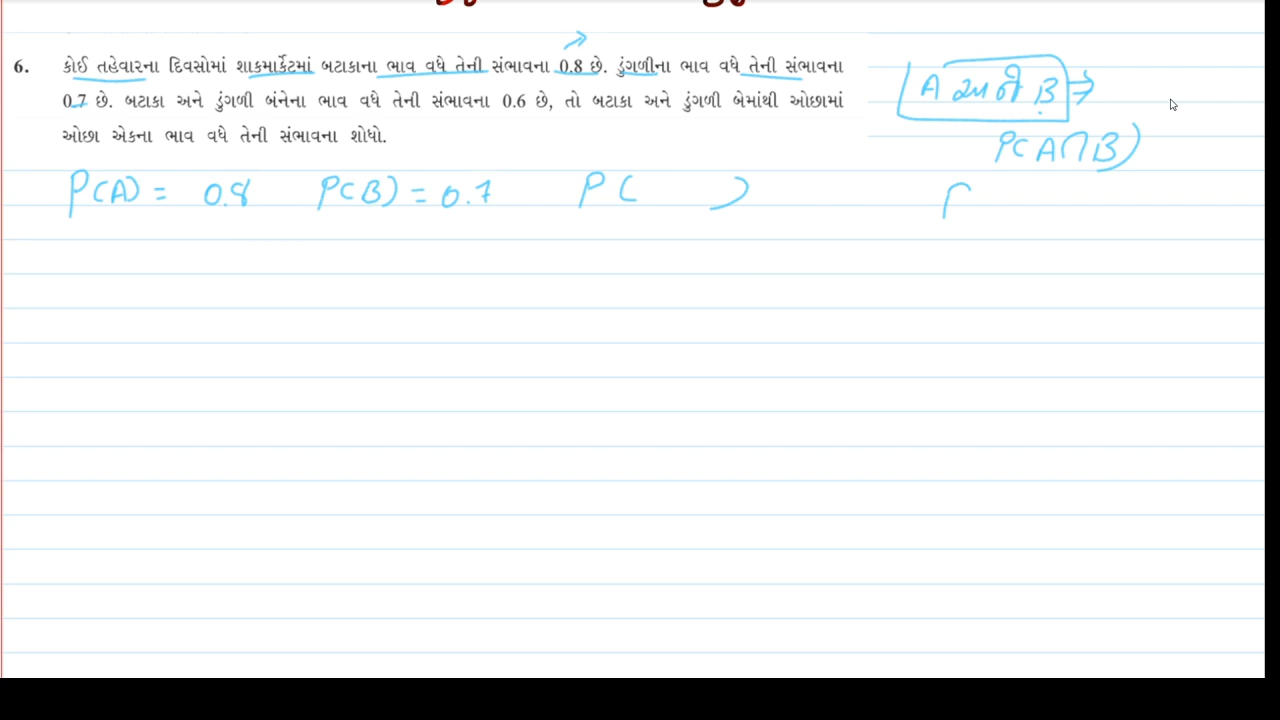 6. કોઈ તહેવારના દિવસોમાં શાકમાર્કેટમાં બટાકાના ભાવ વધે તેની સંભાવના 0.8 છે. ડુંગળીના ભાવ વધે તેની સંભાવના
0.7 છે. બટાકા અને ડુંગળી બંનેના ભાવ વધે તેની સંભાવના 0.6 છે, તો બટાકા અને ડુંગળી બેમાંથી ઓછામાં
ઓછા એકના ભાવ વધે તેની સંભાવના શોધો.
A અને B →
P(A∩B)
P(A) = 0.8 P(B) = 0.7 P( )